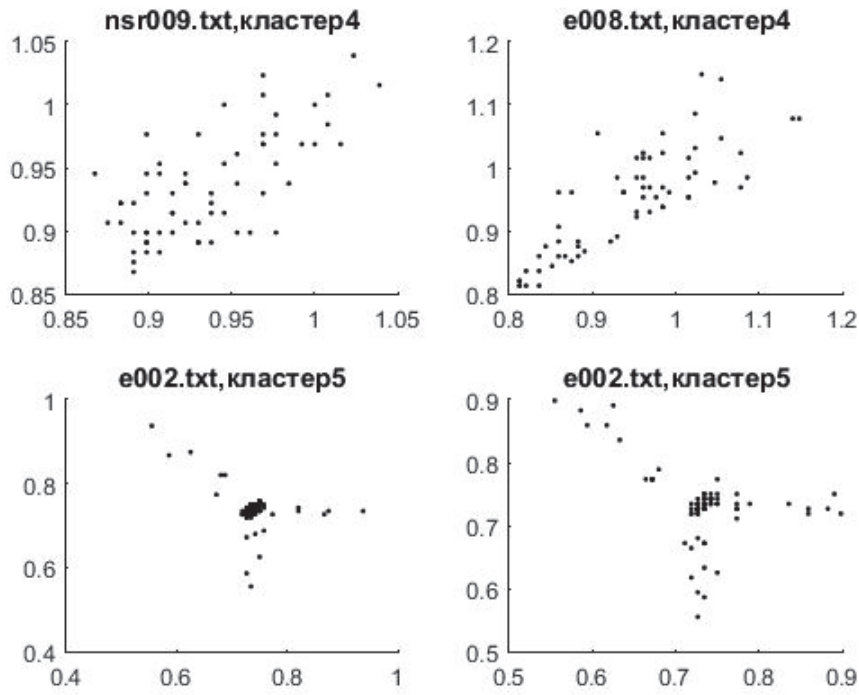 nsr009.txt,кластер4
1.05
1
0.95
0.9
0.85
0.85 0.9 0.95 1 1.05
e008.txt,кластер4
1.2
1.1
1
0.9
0.8
0.8 0.9 1 1.1 1.2
e002.txt,кластер5
1
0.8
0.6
0.4
0.4 0.6 0.8 1
e002.txt,кластер5
0.9
0.8
0.7
0.6
0.5
0.5 0.6 0.7 0.8 0.9